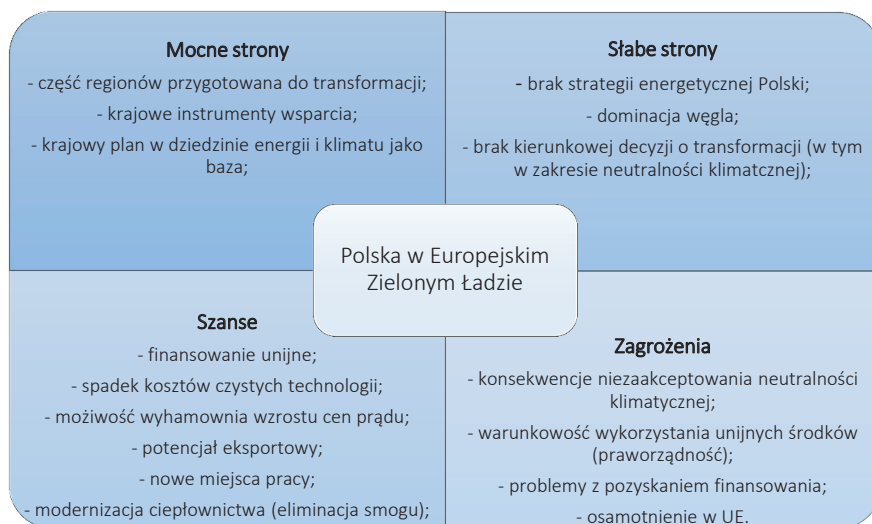 Mocne strony
- część regionów przygotowana do transformacji;
- krajowe instrumenty wsparcia;
- krajowy plan w dziedzinie energii i klimatu jako
baza;
Słabe strony
- brak strategii energetycznej Polski;
- dominacja węgla;
- brak kierunkowej decyzji o transformacji (w tym
w zakresie neutralności klimatcznej);
Polska w Europejskim
Zielonym Ładzie
Szanse
- finansowanie unijne;
- spadek kosztów czystych technologii;
- możiwość wyhamownia wzrostu cen prądu;
- potencjał eksportowy;
- nowe miejsca pracy;
- modernizacja ciepłownictwa (eliminacja smogu);
Zagrożenia
- konsekwencje niezaakceptowania neutralności
klimatycznej;
- warunkowość wykorzystania unijnych środków
(praworządność);
- problemy z pozyskaniem finansowania;
- osamotnienie w UE.